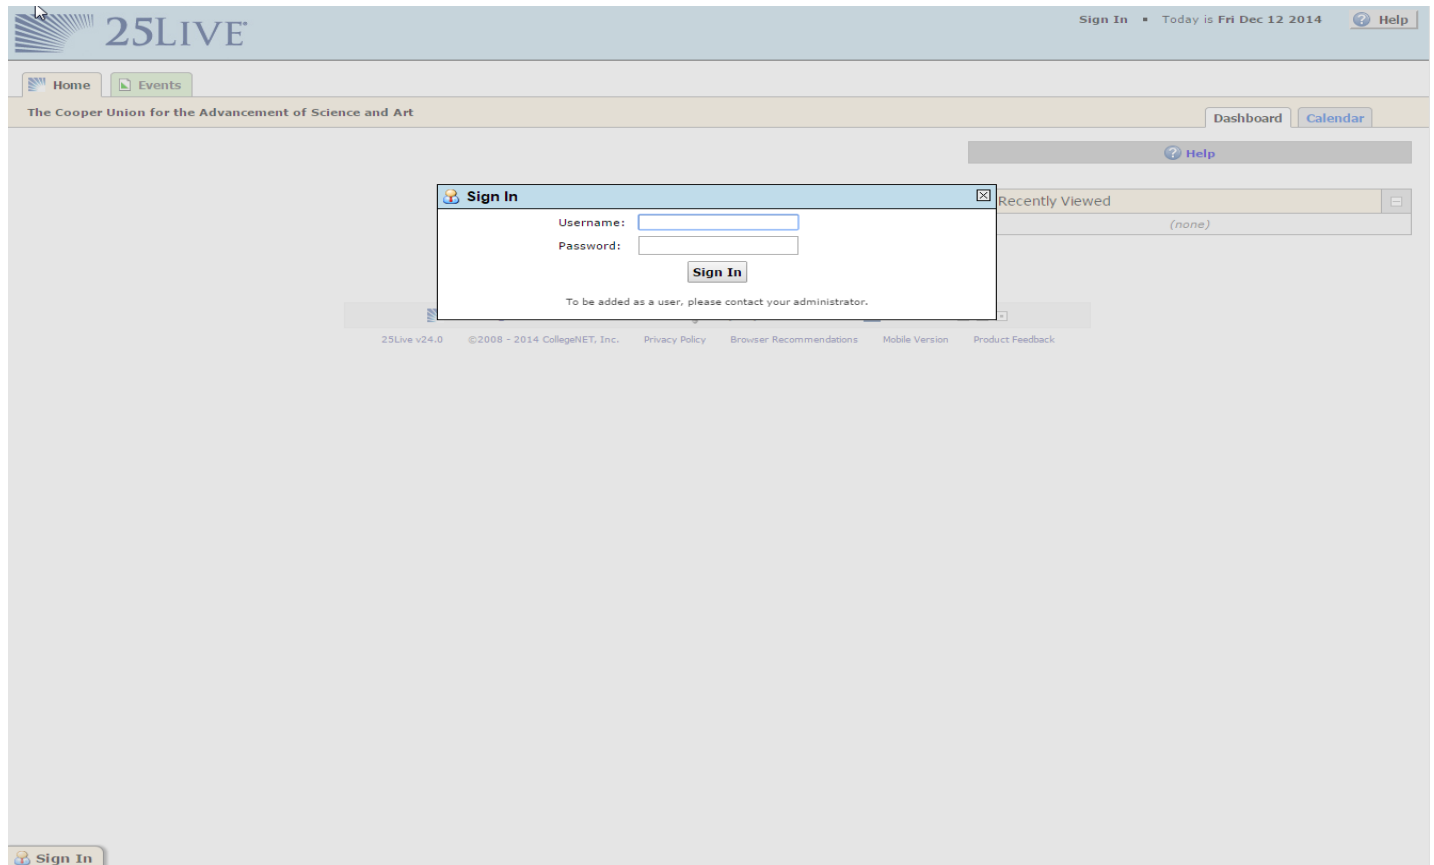 25LIVE
Sign In ▪ Today is Fri Dec 12 2014 Help
Home Events
The Cooper Union for the Advancement of Science and Art
Dashboard Calendar
Help
Sign In
Recently Viewed
(none)
Username:
Password:
Sign In
To be added as a user, please contact your administrator.
25Live v24.0 ©2008 - 2014 CollegeNET, Inc. Privacy Policy Browser Recommendations Mobile Version Product Feedback
Sign In